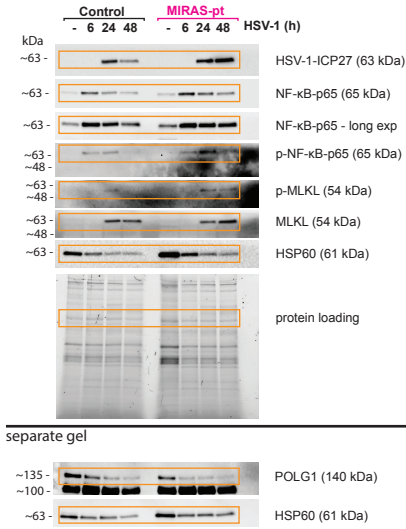 Control MIRAS-pt
- 6 24 48 - 6 24 48 HSV-1 (h)
kDa
~63 - HSV-1-ICP27 (63 kDa)
~63 - NF-κB-p65 (65 kDa)
~63 - NF-κB-p65 - long exp
~63 - p-NF-κB-p65 (65 kDa)
~48 -
~63 -
~48 - p-MLKL (54 kDa)
~63 - MLKL (54 kDa)
~48 -
~63 - HSP60 (61 kDa)
protein loading
separate gel
~135 - POLG1 (140 kDa)
~100 -
~63 - HSP60 (61 kDa)